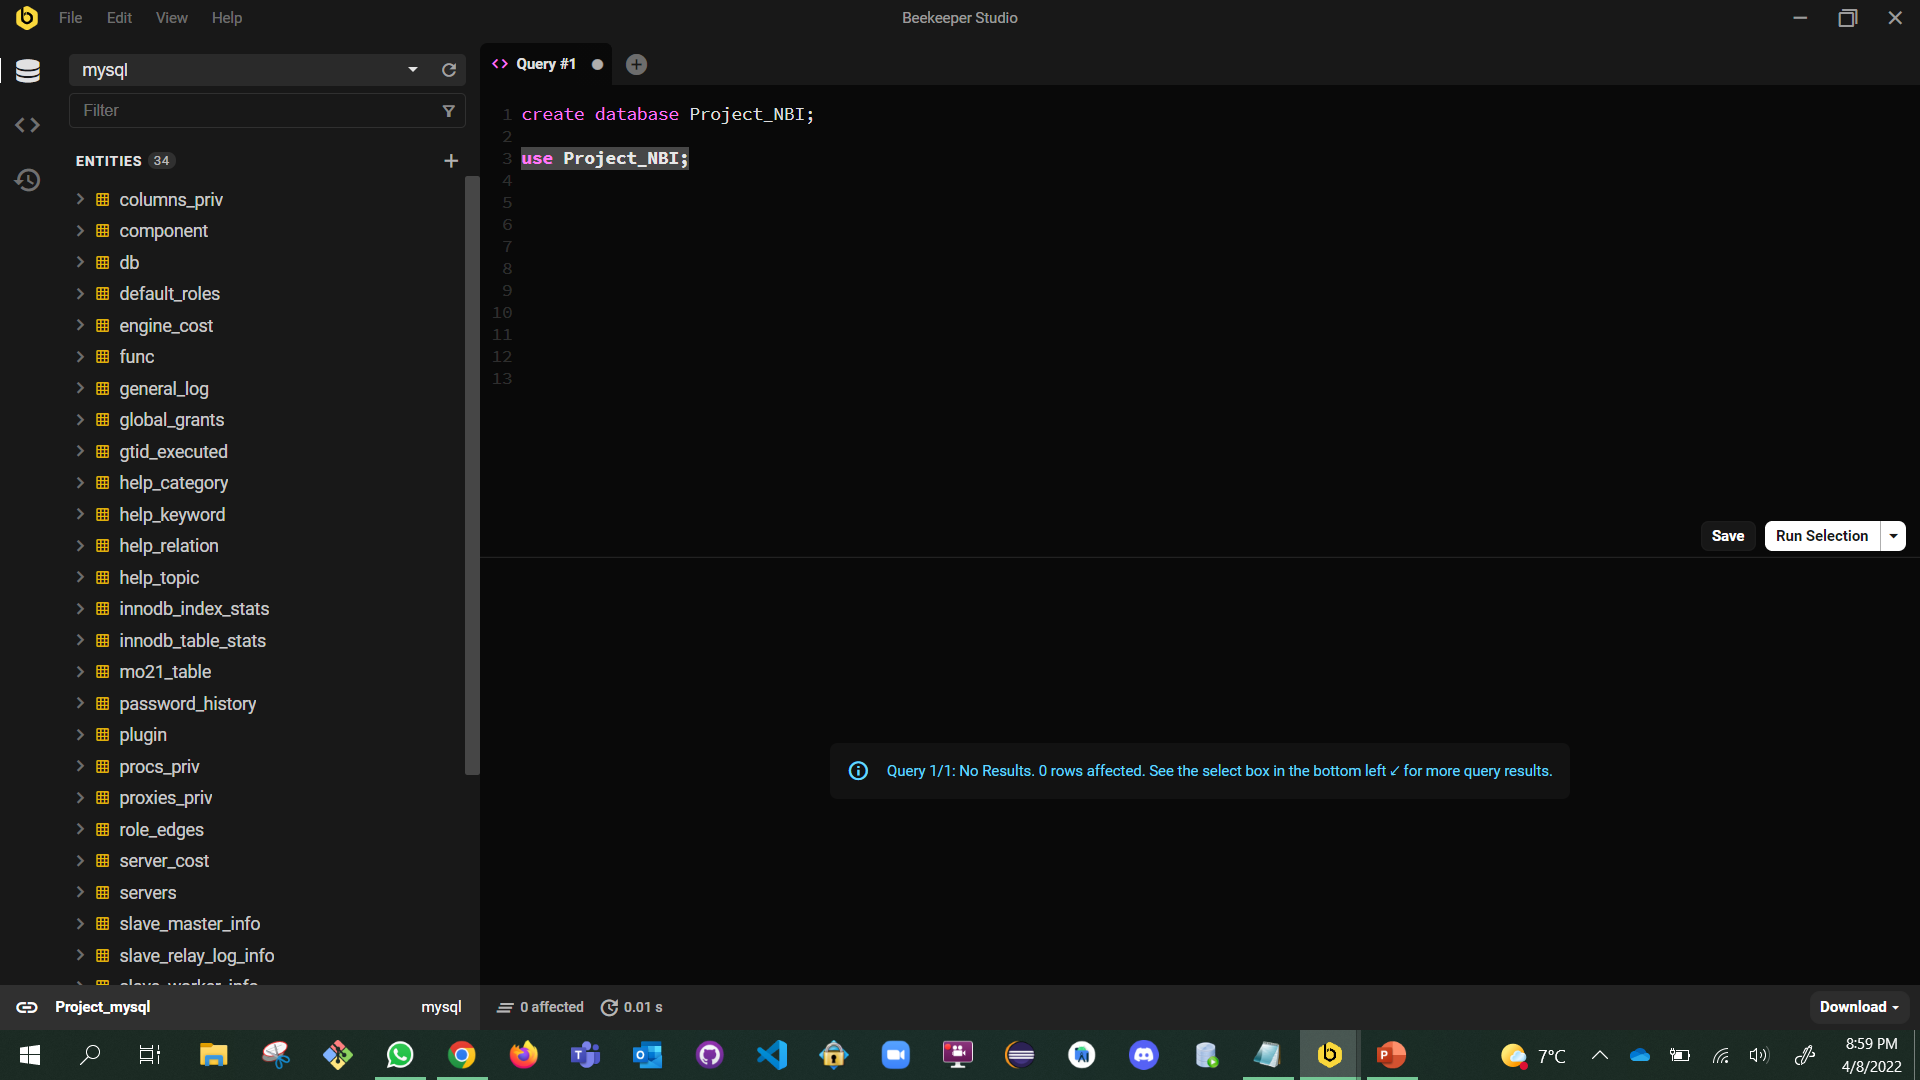 File Edit View Help
Beekeeper Studio
mysql
Filter
ENTITIES 34
columns_priv
component
db
default_roles
engine_cost
func
general_log
global_grants
gtid_executed
help_category
help_keyword
help_relation
help_topic
innodb_index_stats
innodb_table_stats
mo21_table
password_history
plugin
procs_priv
proxies_priv
role_edges
server_cost
servers
slave_master_info
slave_relay_log_info
slave_worker_info
Project_mysql mysql
<> Query #1
1 create database Project_NBI;
2
3 use Project_NBI;
4
5
6
7
8
9
10
11
12
13
Save Run Selection
Query 1/1: No Results. 0 rows affected. See the select box in the bottom left ↙ for more query results.
0 affected 0.01 s
Download
7°C
8:59 PM
4/8/2022